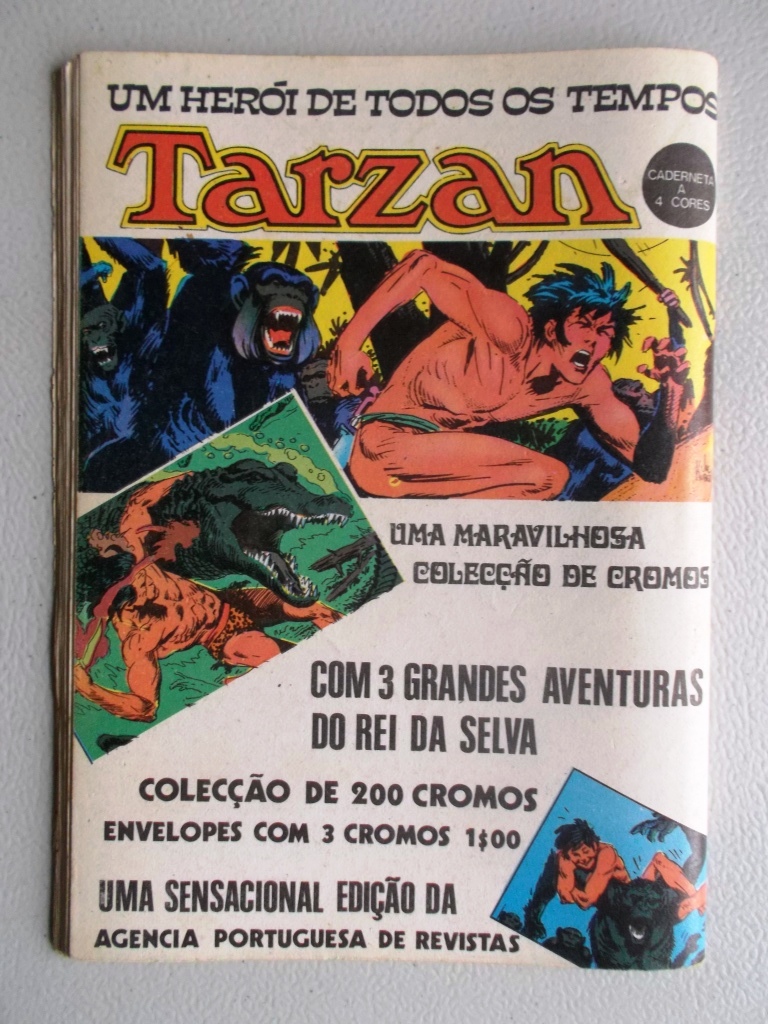 UM HERÓI DE TODOS OS TEMPOS
Tarzan
CADERNETA
A
4 CORES
UMA MARAVILHOSA
COLECÇÃO DE CROMOS
COM 3 GRANDES AVENTURAS
DO REI DA SELVA
COLECÇÃO DE 200 CROMOS
ENVELOPES COM 3 CROMOS 1$00
UMA SENSACIONAL EDIÇÃO DA
AGENCIA PORTUGUESA DE REVISTAS